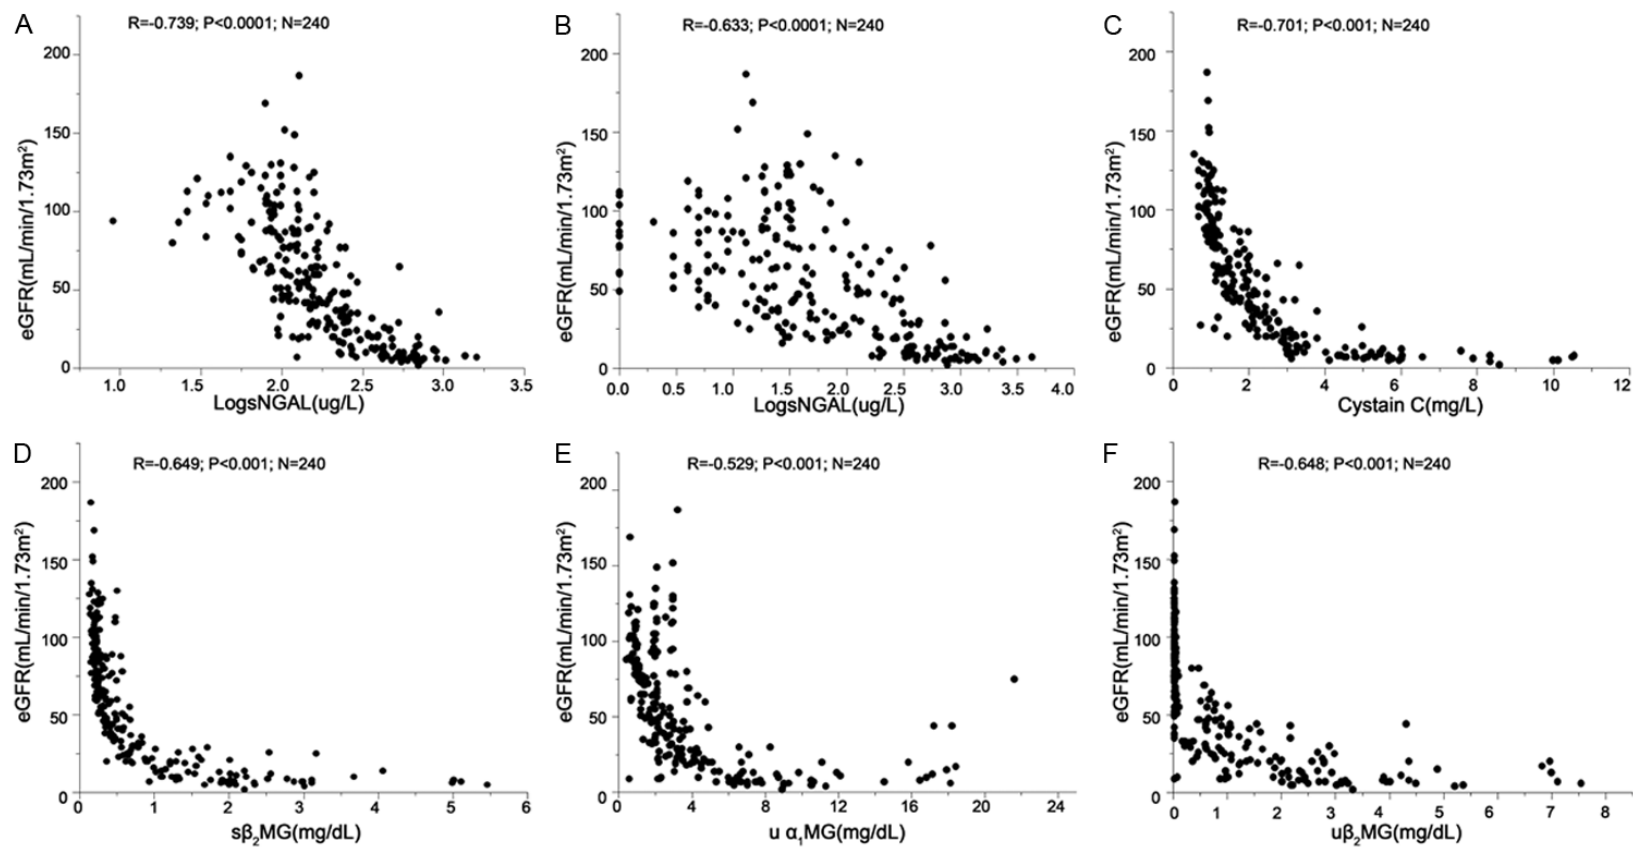 A
R=-0.739; P<0.0001; N=240
eGFR(mL/min/1.73m²)
200
150
100
50
0
1.0 1.5 2.0 2.5 3.0 3.5
LogsNGAL(ug/L)
B
R=-0.633; P<0.0001; N=240
eGFR(mL/min/1.73m²)
200
150
100
50
0
0.0 0.5 1.0 1.5 2.0 2.5 3.0 3.5 4.0
LogsNGAL(ug/L)
C
R=-0.701; P<0.001; N=240
eGFR(mL/min/1.73m²)
200
150
100
50
0
0 2 4 6 8 10 12
Cystain C(mg/L)
D
R=-0.649; P<0.001; N=240
eGFR(mL/min/1.73m²)
200
150
100
50
0
0 1 2 3 4 5 6
sβ₂MG(mg/dL)
E
R=-0.529; P<0.001; N=240
eGFR(mL/min/1.73m²)
200
150
100
50
0
0 4 8 12 16 20 24
u α₁MG(mg/dL)
F
R=-0.648; P<0.001; N=240
eGFR(mL/min/1.73m²)
200
150
100
50
0
0 1 2 3 4 5 6 7 8
uβ₂MG(mg/dL)